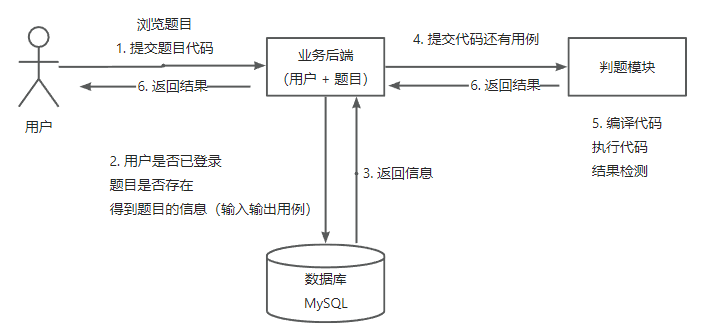 浏览题目
1. 提交题目代码
6. 返回结果
用户
业务后端
（用户 + 题目）
4. 提交代码还有用例
6. 返回结果
判题模块
5. 编译代码
执行代码
结果检测
2. 用户是否已登录
题目是否存在
得到题目的信息（输入输出用例）
3. 返回信息
数据库
MySQL